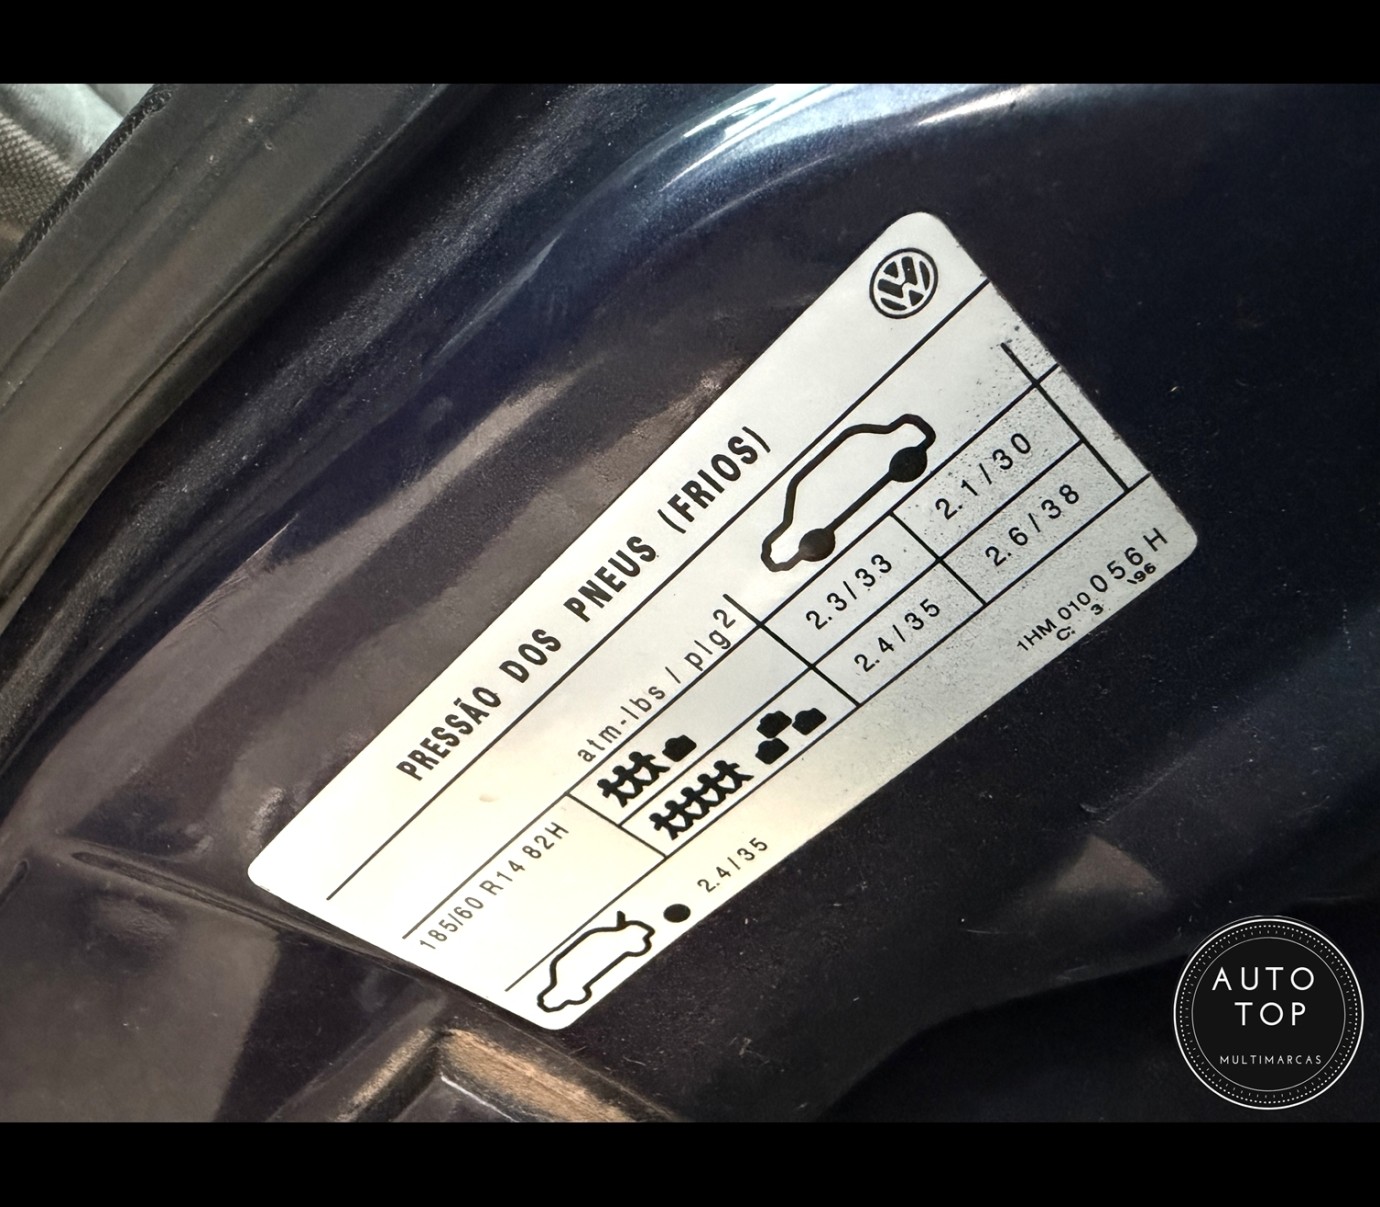 PRESSÃO DOS PNEUS (FRIOS)
atm-lbs / plg2
185/60 R14 82H
2.3/33 2.1/30
2.4/35 2.6/38
2.4/35
1HM 010 056 H
C: 3 \96
AUTO
TOP
MULTIMARCAS